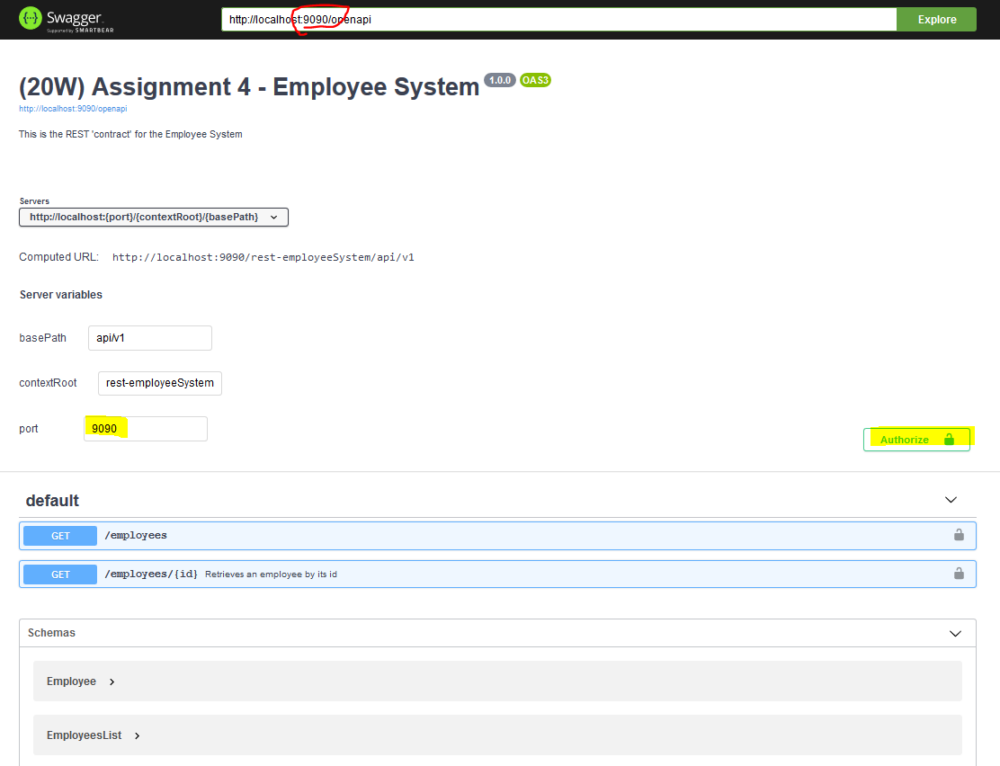 Swagger
Supported by SMARTBEAR
http://localhost:9090/openapi
Explore
(20W) Assignment 4 - Employee System 1.0.0 OAS3
http://localhost:9090/openapi
This is the REST 'contract' for the Employee System
Servers
http://localhost:{port}/{contextRoot}/{basePath}
Computed URL: http://localhost:9090/rest-employeeSystem/api/v1
Server variables
basePath api/v1
contextRoot rest-employeeSystem
port 9090
Authorize
default
GET /employees
GET /employees/{id} Retrieves an employee by its id
Schemas
Employee
EmployeesList